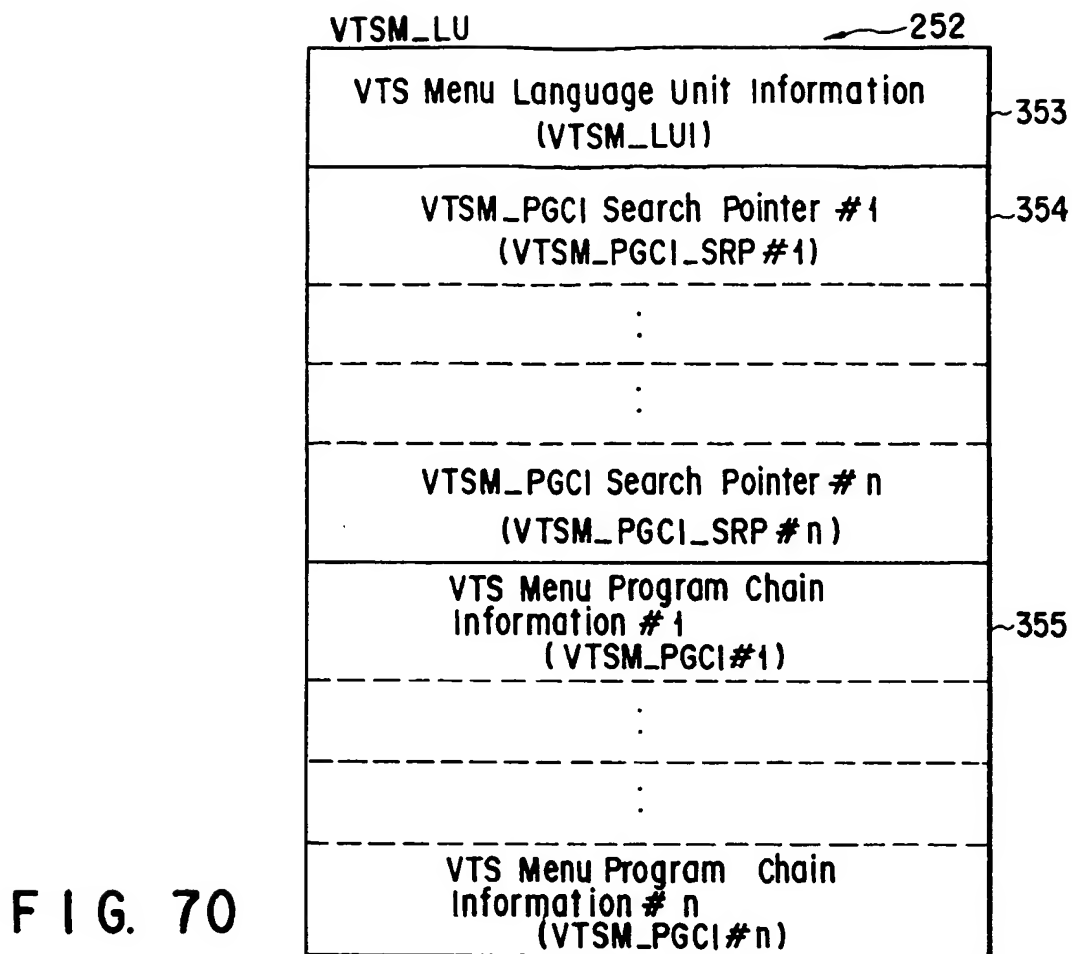 VTSM_LU
252
VTS Menu Language Unit Information
(VTSM_LUI)
353
VTSM_PGCI Search Pointer #1
(VTSM_PGCI_SRP#1)
354
:
:
VTSM_PGCI Search Pointer # n
(VTSM_PGCI_SRP#n)
VTS Menu Program Chain
Information # 1
(VTSM_PGCI#1)
355
:
:
VTS Menu Program Chain
Information # n
(VTSM_PGCI#n)
FIG. 70